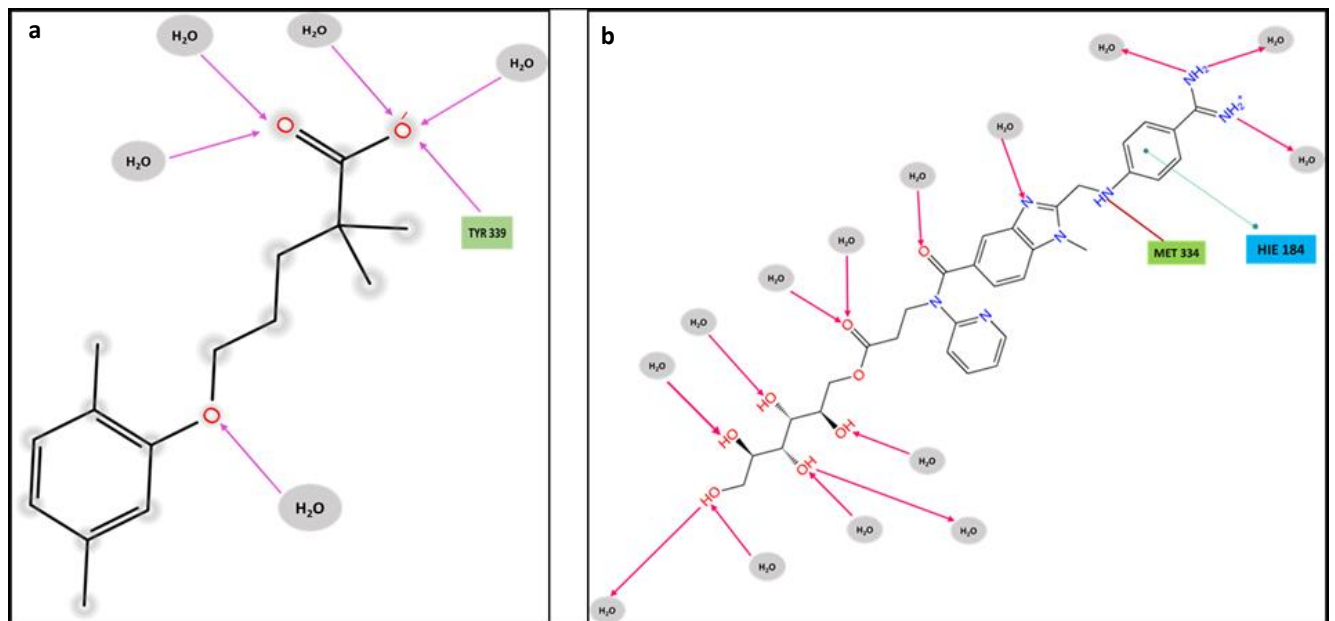 a
H₂O
H₂O
H₂O
H₂O
O
O⁻
TYR 339
O
H₂O
b
H₂O
H₂O
NH₂
NH₂⁺
H₂O
H₂O
N
HN
N
MET 334
HIE 184
H₂O
O
H₂O
H₂O
O
N
N
O
H₂O
H₂O
HO
HO
OH
OH
HO
H₂O
H₂O
H₂O
H₂O
H₂O